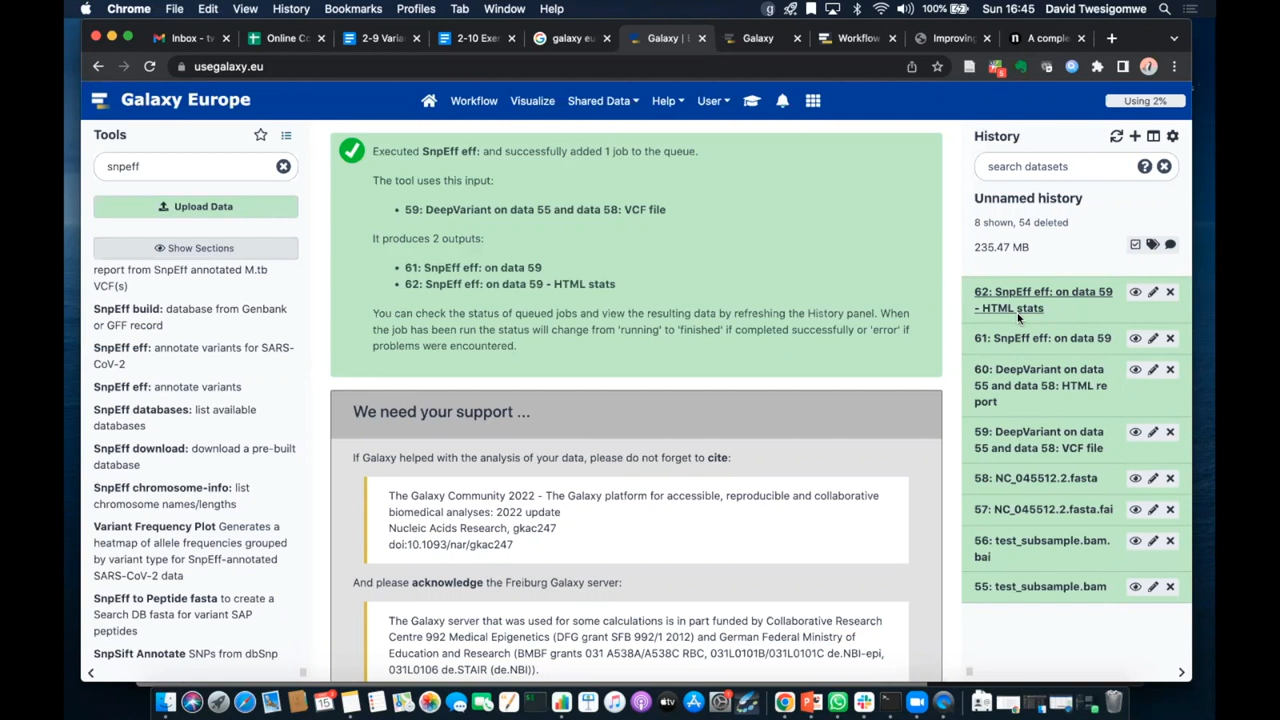 Chrome File Edit View History Bookmarks Profiles Tab Window Help 100% Sun 16:45 David Twesigomwe
Inbox - tv Online C 2-9 Varia 2-10 Exer galaxy eu Galaxy | E Galaxy Workflow Improving A comple
usegalaxy.eu
Galaxy Europe Workflow Visualize Shared Data Help User Using 2%
Tools
snpeff
Upload Data
Show Sections
report from SnpEff annotated M.tb
VCF(s)
SnpEff build: database from Genbank
or GFF record
SnpEff eff: annotate variants for SARS-
CoV-2
SnpEff eff: annotate variants
SnpEff databases: list available
databases
SnpEff download: download a pre-built
database
SnpEff chromosome-info: list
chromosome names/lengths
Variant Frequency Plot Generates a
heatmap of allele frequencies grouped
by variant type for SnpEff-annotated
SARS-CoV-2 data
SnpEff to Peptide fasta to create a
Search DB fasta for variant SAP
peptides
SnpSift Annotate SNPs from dbSnp
Executed SnpEff eff: and successfully added 1 job to the queue.
The tool uses this input:
• 59: DeepVariant on data 55 and data 58: VCF file
It produces 2 outputs:
• 61: SnpEff eff: on data 59
• 62: SnpEff eff: on data 59 - HTML stats
You can check the status of queued jobs and view the resulting data by refreshing the History panel. When
the job has been run the status will change from 'running' to 'finished' if completed successfully or 'error' if
problems were encountered.
We need your support ...
If Galaxy helped with the analysis of your data, please do not forget to cite:
The Galaxy Community 2022 - The Galaxy platform for accessible, reproducible and collaborative
biomedical analyses: 2022 update
Nucleic Acids Research, gkac247
doi:10.1093/nar/gkac247
And please acknowledge the Freiburg Galaxy server:
The Galaxy server that was used for some calculations is in part funded by Collaborative Research
Centre 992 Medical Epigenetics (DFG grant SFB 992/1 2012) and German Federal Ministry of
Education and Research (BMBF grants 031 A538A/A538C RBC, 031L0101B/031L0101C de.NBI-epi,
031L0106 de.STAIR (de.NBI)).
History
search datasets
Unnamed history
8 shown, 54 deleted
235.47 MB
62: SnpEff eff: on data 59
- HTML stats
61: SnpEff eff: on data 59
60: DeepVariant on data
55 and data 58: HTML re
port
59: DeepVariant on data
55 and data 58: VCF file
58: NC_045512.2.fasta
57: NC_045512.2.fasta.fai
56: test_subsample.bam.
bai
55: test_subsample.bam